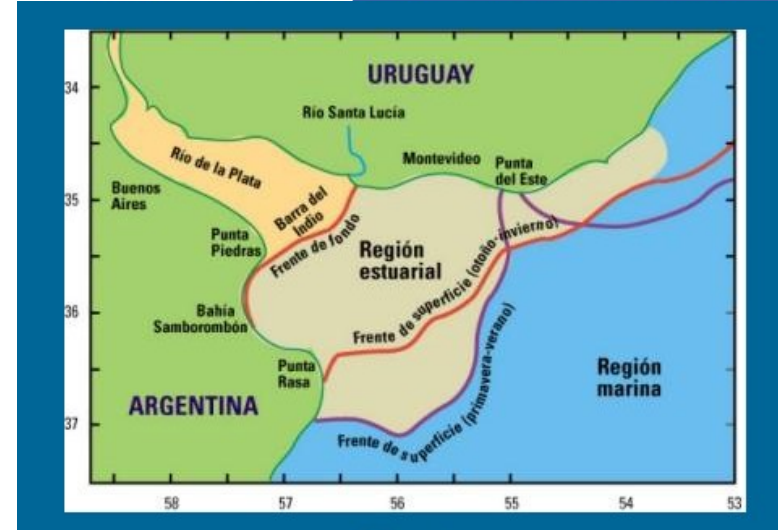 URUGUAY
34
Río Santa Lucía
Río de la Plata
Montevideo
Punta
del Este
Buenos
Aires
35
Barra del
Indio
Punta
Piedras
Frente de fondo
Región
estuarial
Frente de superficie (otoño-invierno)
Bahía
Samborombón
36
Punta
Rasa
Frente de superficie (primavera-verano)
Región
marina
ARGENTINA
37
58
57
56
55
54
53